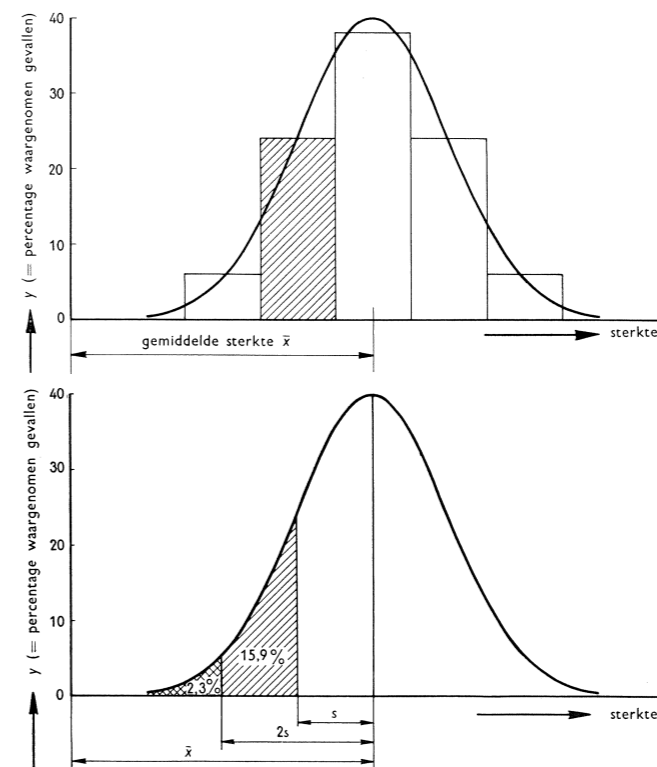 y (= percentage waargenomen gevallen)
40
30
20
10
0
gemiddelde sterkte x̄
sterkte
y (= percentage waargenomen gevallen)
40
30
20
10
0
15,9%
2,3%
s
2s
x̄
sterkte